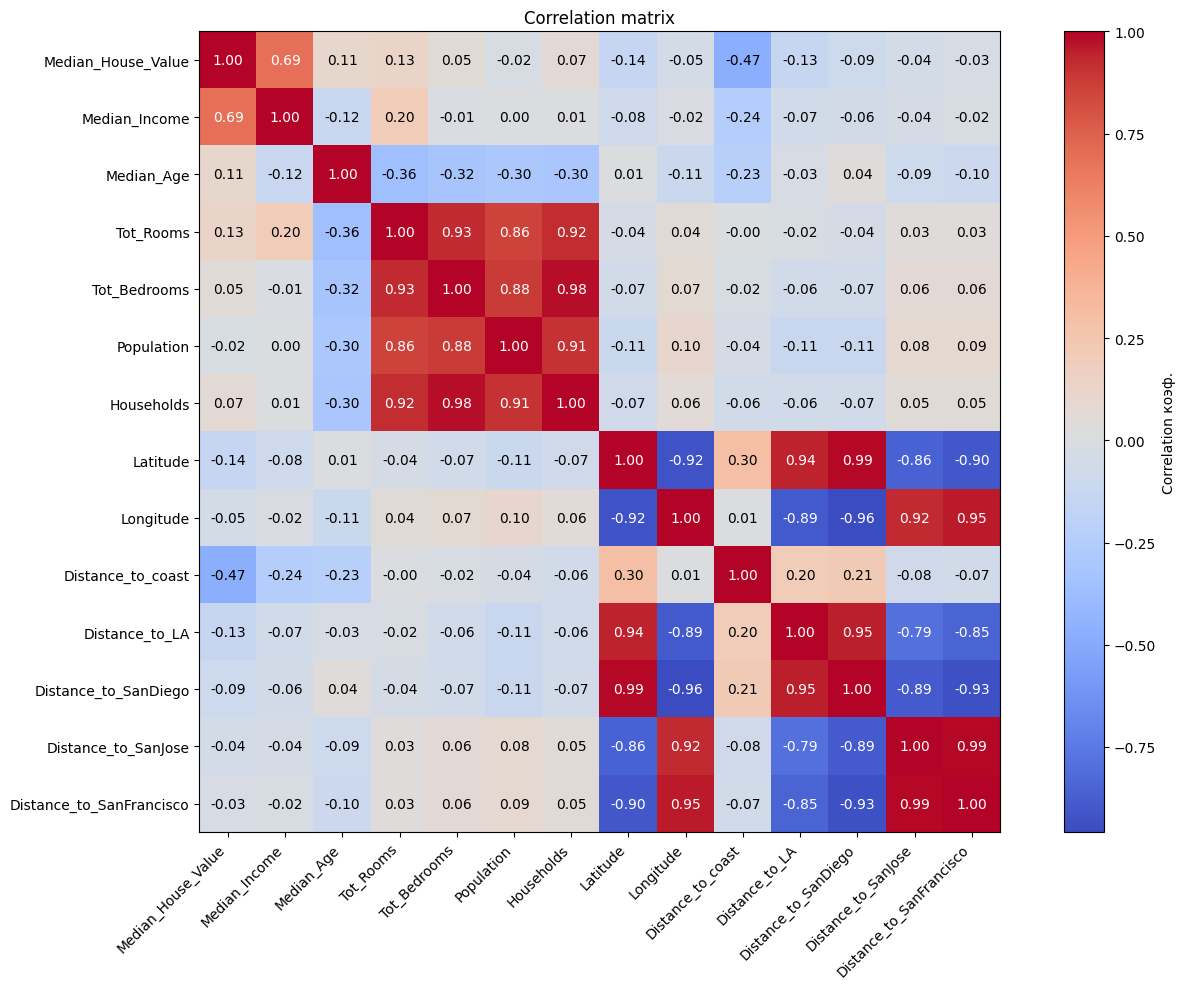 Correlation matrix
Median_House_Value 1.00 0.69 0.11 0.13 0.05 -0.02 0.07 -0.14 -0.05 -0.47 -0.13 -0.09 -0.04 -0.03
Median_Income 0.69 1.00 -0.12 0.20 -0.01 0.00 0.01 -0.08 -0.02 -0.24 -0.07 -0.06 -0.04 -0.02
Median_Age 0.11 -0.12 1.00 -0.36 -0.32 -0.30 -0.30 0.01 -0.11 -0.23 -0.03 0.04 -0.09 -0.10
Tot_Rooms 0.13 0.20 -0.36 1.00 0.93 0.86 0.92 -0.04 0.04 -0.00 -0.02 -0.04 0.03 0.03
Tot_Bedrooms 0.05 -0.01 -0.32 0.93 1.00 0.88 0.98 -0.07 0.07 -0.02 -0.06 -0.07 0.06 0.06
Population -0.02 0.00 -0.30 0.86 0.88 1.00 0.91 -0.11 0.10 -0.04 -0.11 -0.11 0.08 0.09
Households 0.07 0.01 -0.30 0.92 0.98 0.91 1.00 -0.07 0.06 -0.06 -0.06 -0.07 0.05 0.05
Latitude -0.14 -0.08 0.01 -0.04 -0.07 -0.11 -0.07 1.00 -0.92 0.30 0.94 0.99 -0.86 -0.90
Longitude -0.05 -0.02 -0.11 0.04 0.07 0.10 0.06 -0.92 1.00 0.01 -0.89 -0.96 0.92 0.95
Distance_to_coast -0.47 -0.24 -0.23 -0.00 -0.02 -0.04 -0.06 0.30 0.01 1.00 0.20 0.21 -0.08 -0.07
Distance_to_LA -0.13 -0.07 -0.03 -0.02 -0.06 -0.11 -0.06 0.94 -0.89 0.20 1.00 0.95 -0.79 -0.85
Distance_to_SanDiego -0.09 -0.06 0.04 -0.04 -0.07 -0.11 -0.07 0.99 -0.96 0.21 0.95 1.00 -0.89 -0.93
Distance_to_SanJose -0.04 -0.04 -0.09 0.03 0.06 0.08 0.05 -0.86 0.92 -0.08 -0.79 -0.89 1.00 0.99
Distance_to_SanFrancisco -0.03 -0.02 -0.10 0.03 0.06 0.09 0.05 -0.90 0.95 -0.07 -0.85 -0.93 0.99 1.00
Median_House_Value
Median_Income
Median_Age
Tot_Rooms
Tot_Bedrooms
Population
Households
Latitude
Longitude
Distance_to_coast
Distance_to_LA
Distance_to_SanDiego
Distance_to_SanJose
Distance_to_SanFrancisco
1.00
0.75
0.50
0.25
0.00
−0.25
−0.50
−0.75
Correlation коэф.